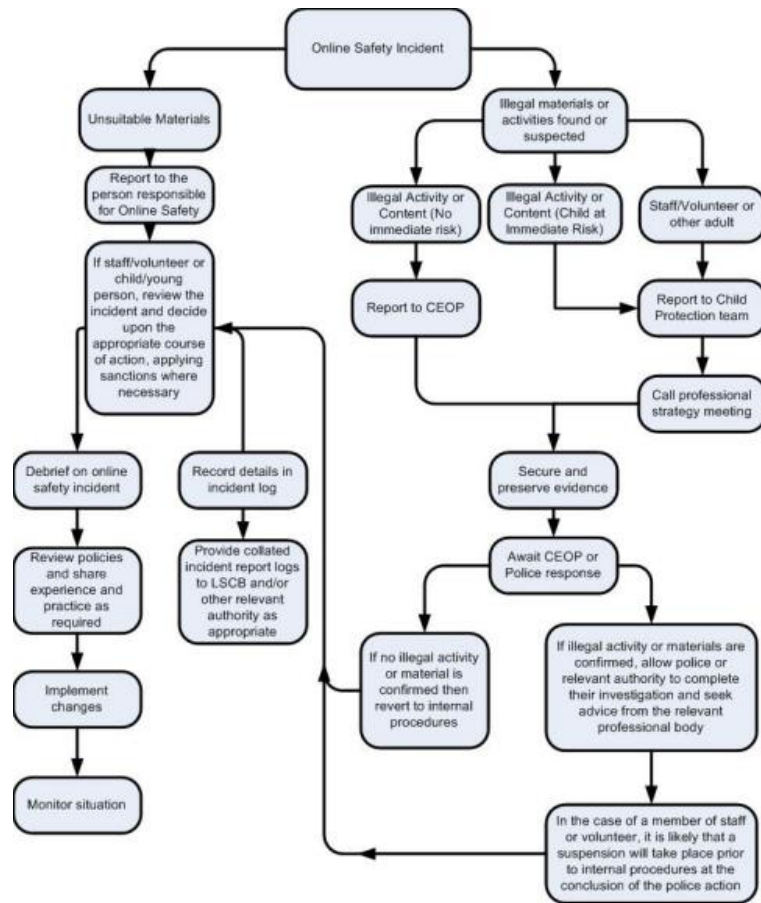 Online Safety Incident
Unsuitable Materials
Report to the
person responsible
for Online Safety
If staff/volunteer or
child/young
person, review the
incident and decide
upon the
appropriate course
of action, applying
sanctions where
necessary
Debrief on online
safety incident
Review policies
and share
experience and
practice as
required
Implement
changes
Monitor situation
Record details in
incident log
Provide collated
incident report logs
to LSCB and/or
other relevant
authority as
appropriate
Illegal materials or
activities found or
suspected
Illegal Activity or
Content (No
immediate risk)
Illegal Activity or
Content (Child at
Immediate Risk)
Staff/Volunteer or
other adult
Report to CEOP
Report to Child
Protection team
Call professional
strategy meeting
Secure and
preserve evidence
Await CEOP or
Police response
If no illegal activity
or material is
confirmed then
revert to internal
procedures
If illegal activity or materials are
confirmed, allow police or
relevant authority to complete
their investigation and seek
advice from the relevant
professional body
In the case of a member of staff
or volunteer, it is likely that a
suspension will take place prior
to internal procedures at the
conclusion of the police action